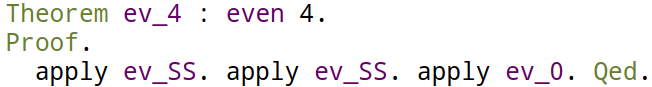 Theorem ev_4 : even 4.
Proof.
  apply ev_SS. apply ev_SS. apply ev_0. Qed.